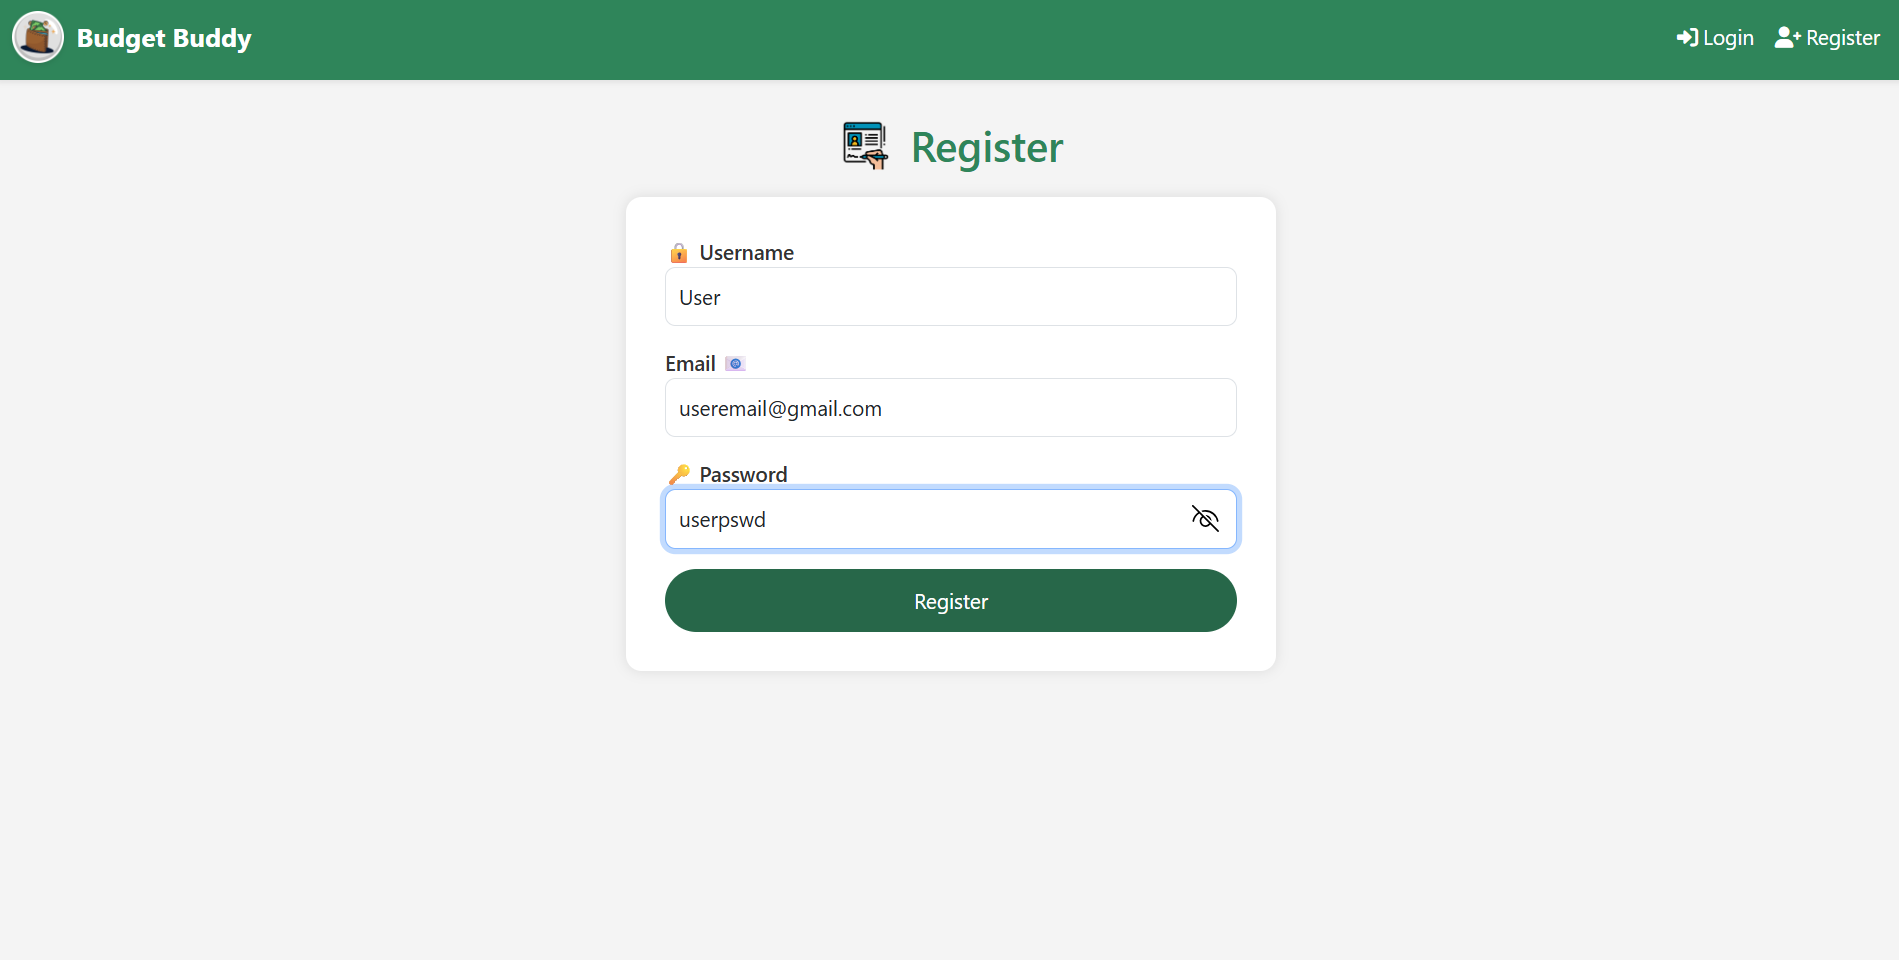 Budget Buddy
Login
Register
Register
Username
User
Email
useremail@gmail.com
Password
userpswd
Register